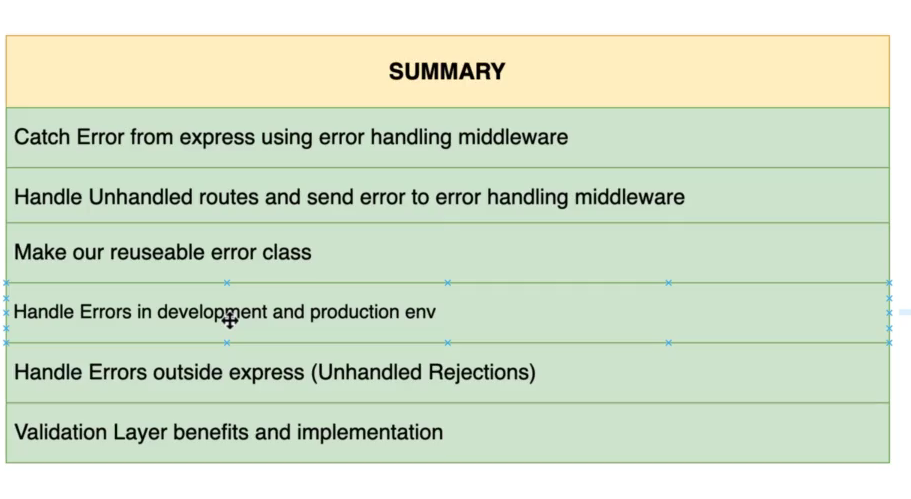 SUMMARY
Catch Error from express using error handling middleware
Handle Unhandled routes and send error to error handling middleware
Make our reuseable error class
Handle Errors in development and production env
Handle Errors outside express (Unhandled Rejections)
Validation Layer benefits and implementation